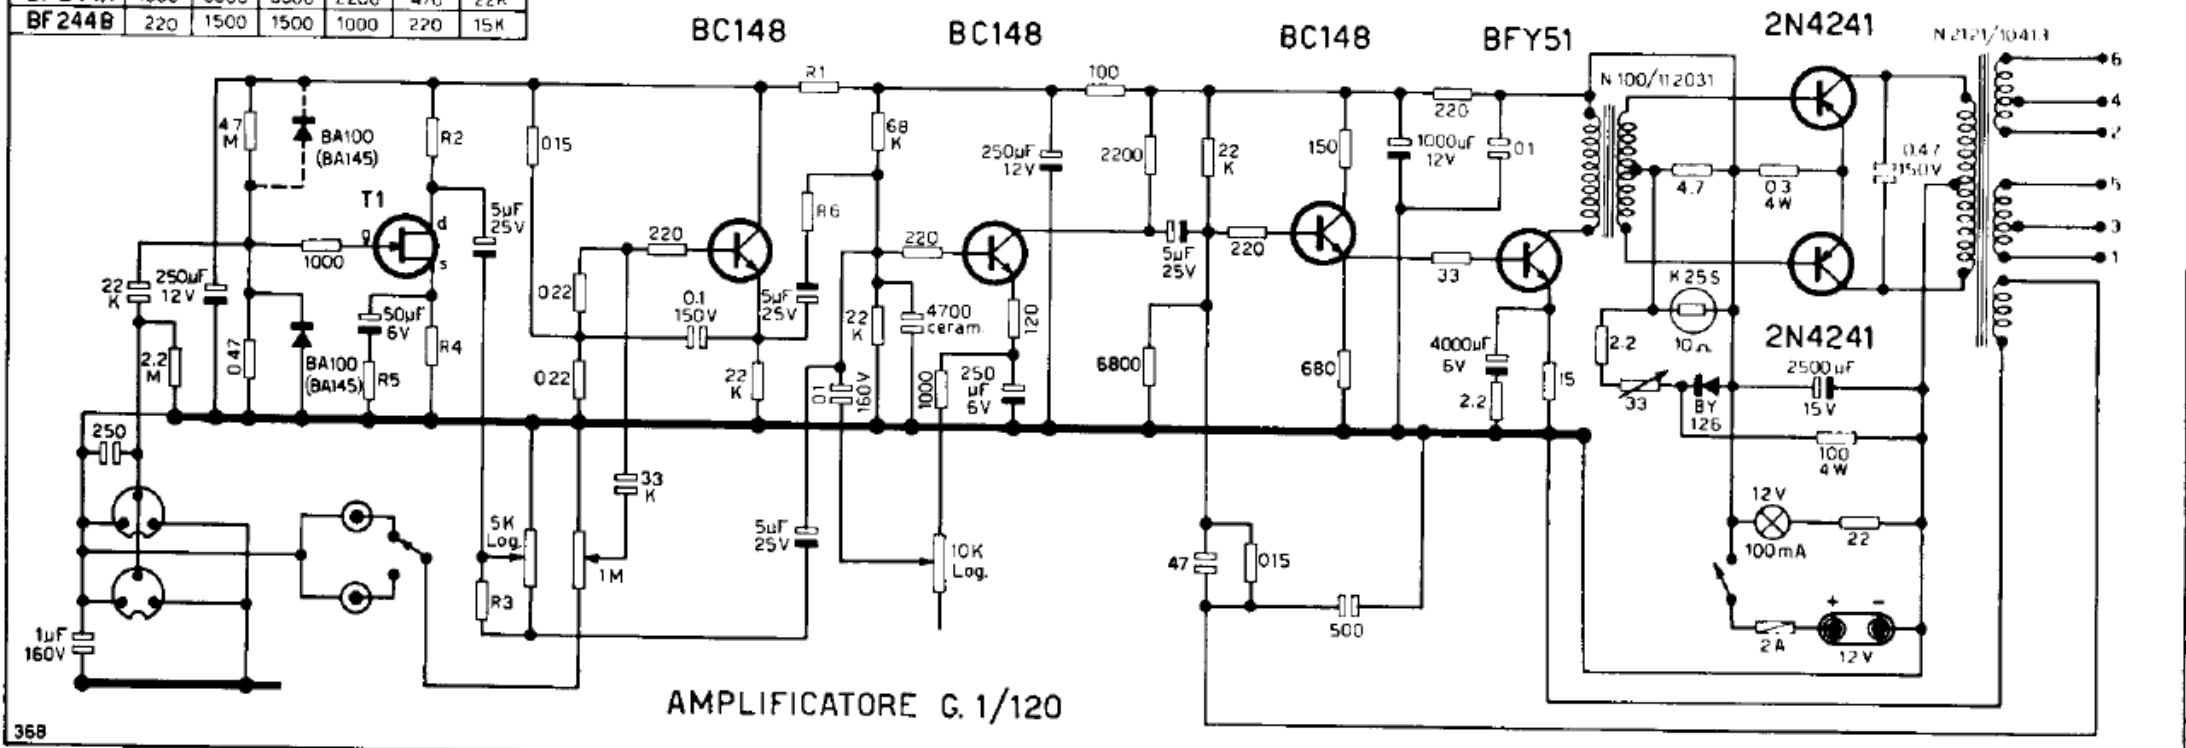 BF244B 220 1500 1500 1000 220 15K
BC148
BC148
BC148
BFY51
2N4241
N 2121/10413
N 100/112031
R1
100
220
6
4
2
5
3
1
4.7 M
BA100 (BA145)
R2
015
68 K
250µF 12V
2200
22 K
150
1000µF 12V
01
4.7
0.3 4W
0.47 150V
T1
g
d
s
1000
5µF 25V
220
R6
220
5µF 25V
220
33
K 25S
10Ω
22 K
250µF 12V
50µF 6V
R4
022
0.1 150V
5µF 25V
22 K
4700 ceram.
120
2N4241
2.2 M
0.47
BA100 (BA145)
R5
022
22 K
0.1 160V
1000
250 µF 6V
6800
680
4000µF 6V
2.2
15
2.2
33
BY 126
2500µF 15V
100 4W
250
33 K
5K Log.
1M
R3
5µF 25V
10K Log.
47
015
500
12V 100mA
22
2A
+ -
12V
1µF 160V
AMPLIFICATORE G. 1/120
368